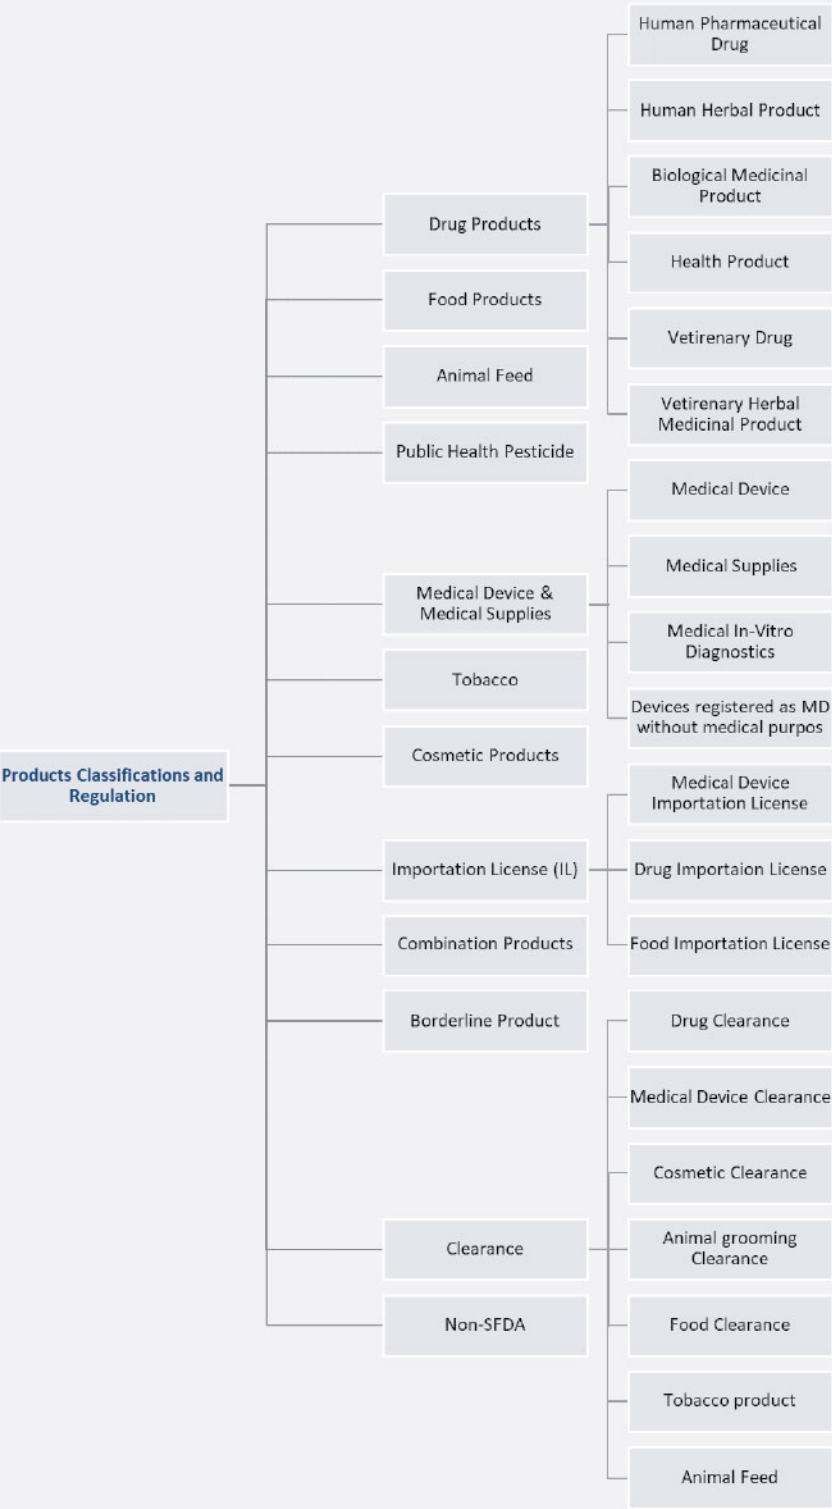 Products Classifications and
Regulation
Drug Products
Human Pharmaceutical
Drug
Human Herbal Product
Biological Medicinal
Product
Health Product
Vetirenary Drug
Vetirenary Herbal
Medicinal Product
Food Products
Animal Feed
Public Health Pesticide
Medical Device &
Medical Supplies
Medical Device
Medical Supplies
Medical In-Vitro
Diagnostics
Devices registered as MD
without medical purpos
Tobacco
Cosmetic Products
Importation License (IL)
Medical Device
Importation License
Drug Importaion License
Food Importation License
Combination Products
Borderline Product
Clearance
Drug Clearance
Medical Device Clearance
Cosmetic Clearance
Animal grooming
Clearance
Food Clearance
Tobacco product
Animal Feed
Non-SFDA